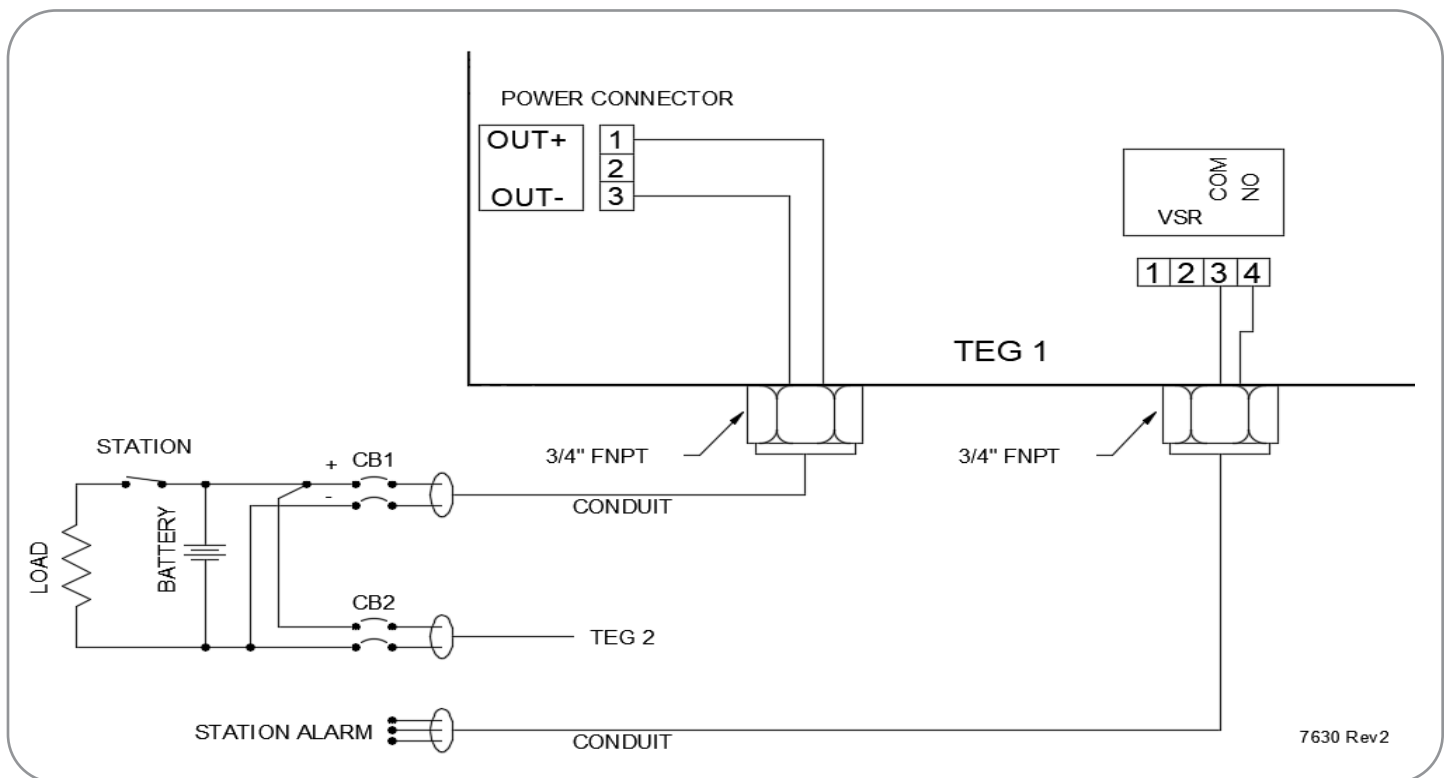 POWER CONNECTOR
OUT+
OUT-
1
2
3
COM
NO
VSR
1 2 3 4
TEG 1
3/4" FNPT
3/4" FNPT
STATION
+ CB1
-
CONDUIT
LOAD
BATTERY
CB2
TEG 2
STATION ALARM
CONDUIT
7630 Rev2